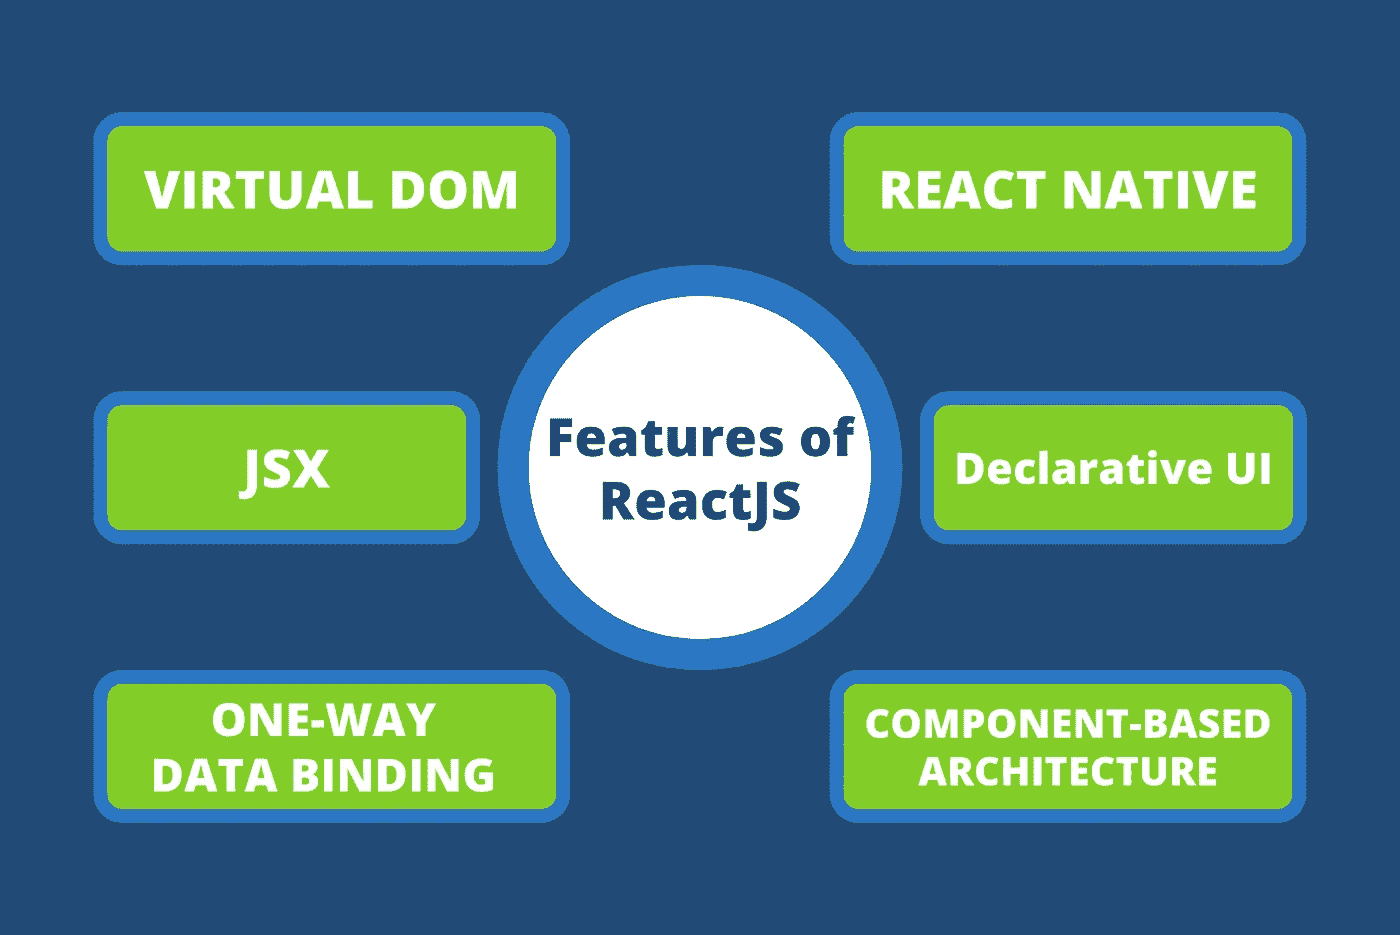 VIRTUAL DOM
REACT NATIVE
Features of
ReactJS
JSX
Declarative UI
ONE-WAY
DATA BINDING
COMPONENT-BASED
ARCHITECTURE